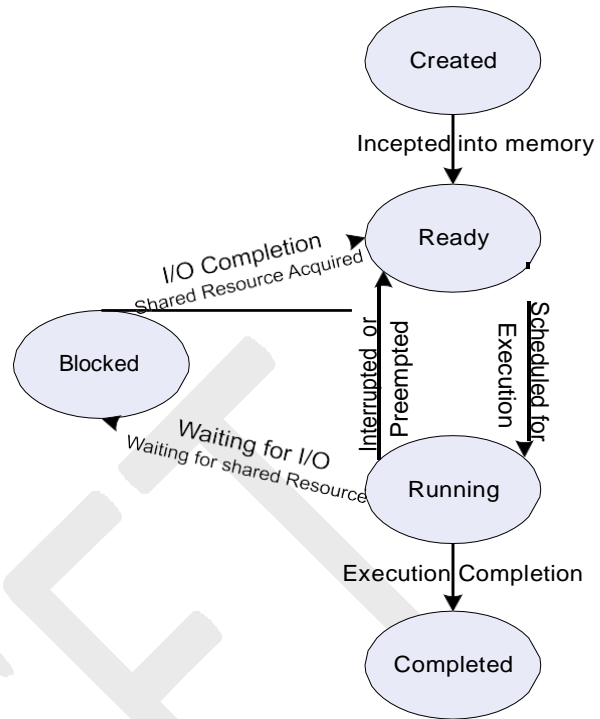 Created
Incepted into memory
Ready
I/O Completion
Shared Resource Acquired
Blocked
Interrupted or
Preempted
Scheduled for
Execution
Waiting for I/O
Waiting for shared Resource
Running
Execution Completion
Completed